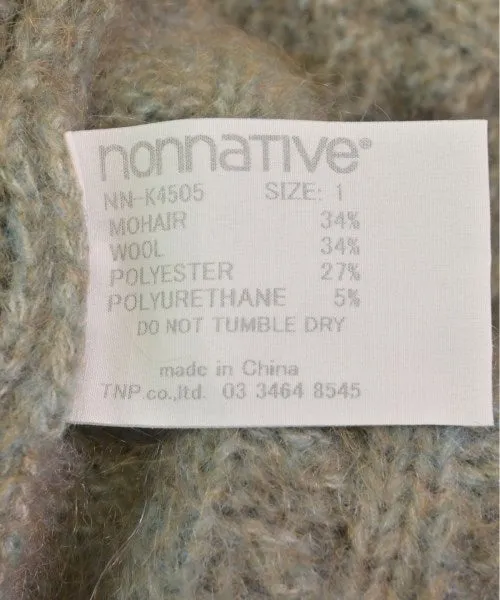 nonnative®
NN-K4505 SIZE: 1
MOHAIR 34%
WOOL 34%
POLYESTER 27%
POLYURETHANE 5%
DO NOT TUMBLE DRY
made in China
TNP co.,ltd. 03 3464 8545